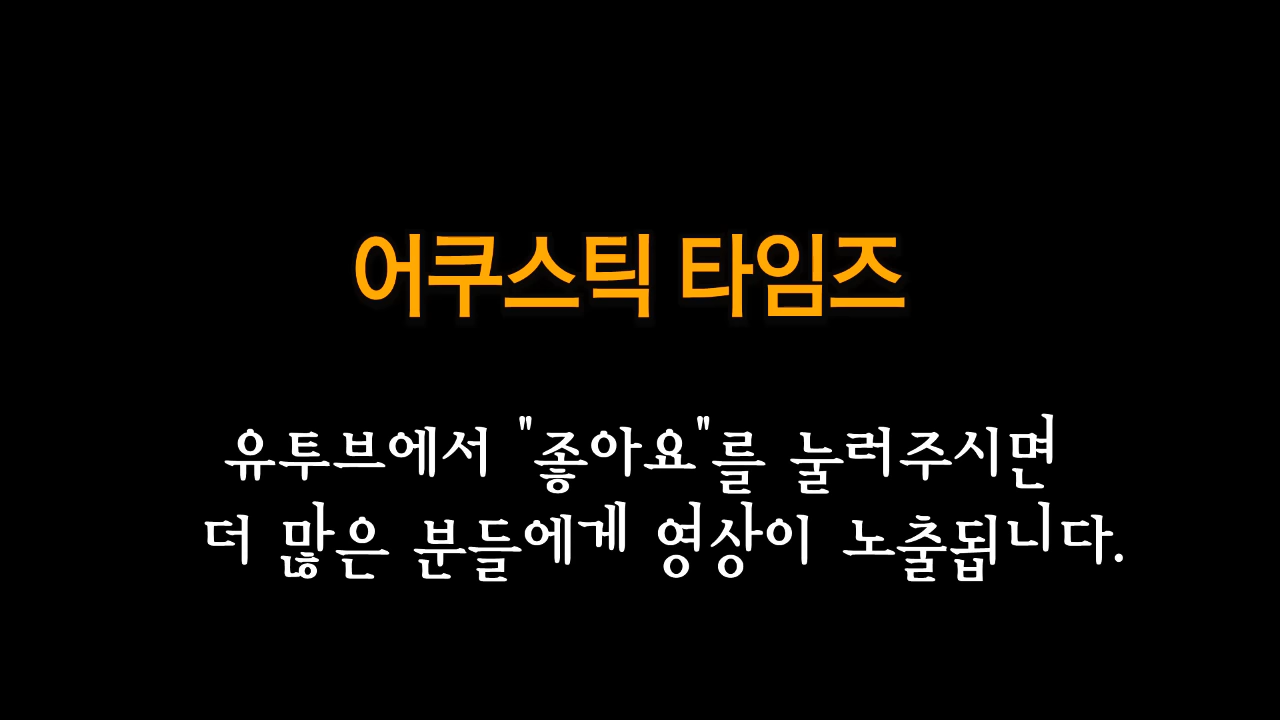 어쿠스틱 타임즈
유투브에서 "좋아요"를 눌러주시면
더 많은 분들에게 영상이 노출됩니다.